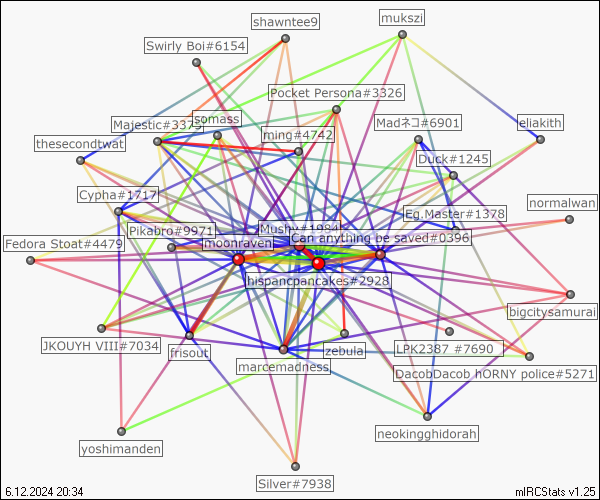 shawntee9
mukszi
Swirly Boi#6154
Pocket Persona#3326
somass
Majestic#3375
ming#4742
Madネコ#6901
eliakith
thesecondtwat
Duck#1245
Cypha#1717
normalwan
Eg.Master#1378
Pikabro#9971
Mushy#1984
Fedora Stoat#4479
moonraven
Can anything be saved#0396
hispancpancakes#2928
bigcitysamurai
JKOUYH VIII#7034
frisout
zebula
LPK2387 #7690
marcemadness
DacobDacob hORNY police#5271
neokingghidorah
yoshimanden
Silver#7938
6.12.2024 20:34
mIRCStats v1.25